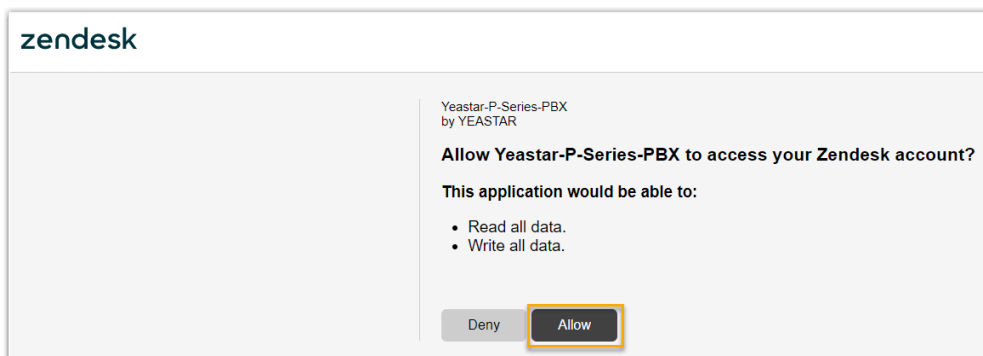 zendesk
Yeastar-P-Series-PBX
by YEASTAR
Allow Yeastar-P-Series-PBX to access your Zendesk account?
This application would be able to:
• Read all data.
• Write all data.
Deny Allow